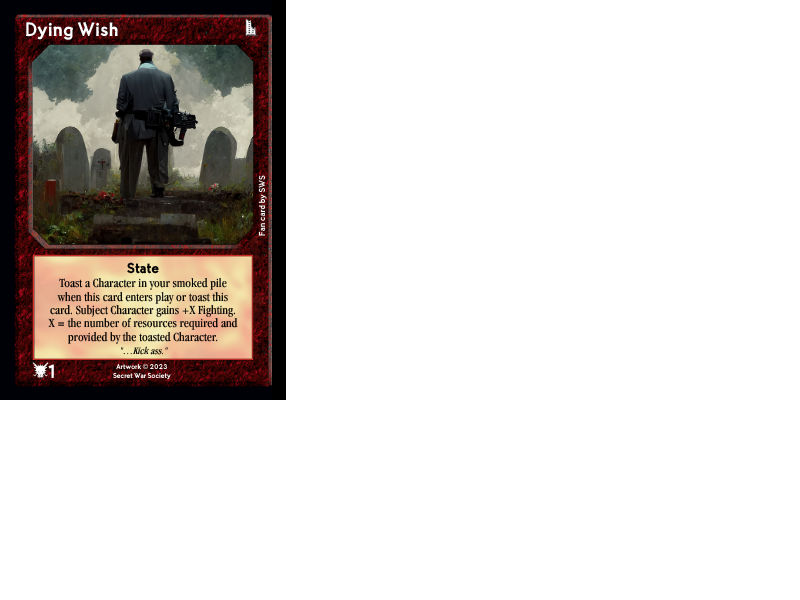 Dying Wish
Fan card by SWS
State
Toast a Character in your smoked pile
when this card enters play or toast this
card. Subject Character gains +X Fighting.
X = the number of resources required and
provided by the toasted Character.
"…Kick ass."
1
Artwork © 2023
Secret War Society